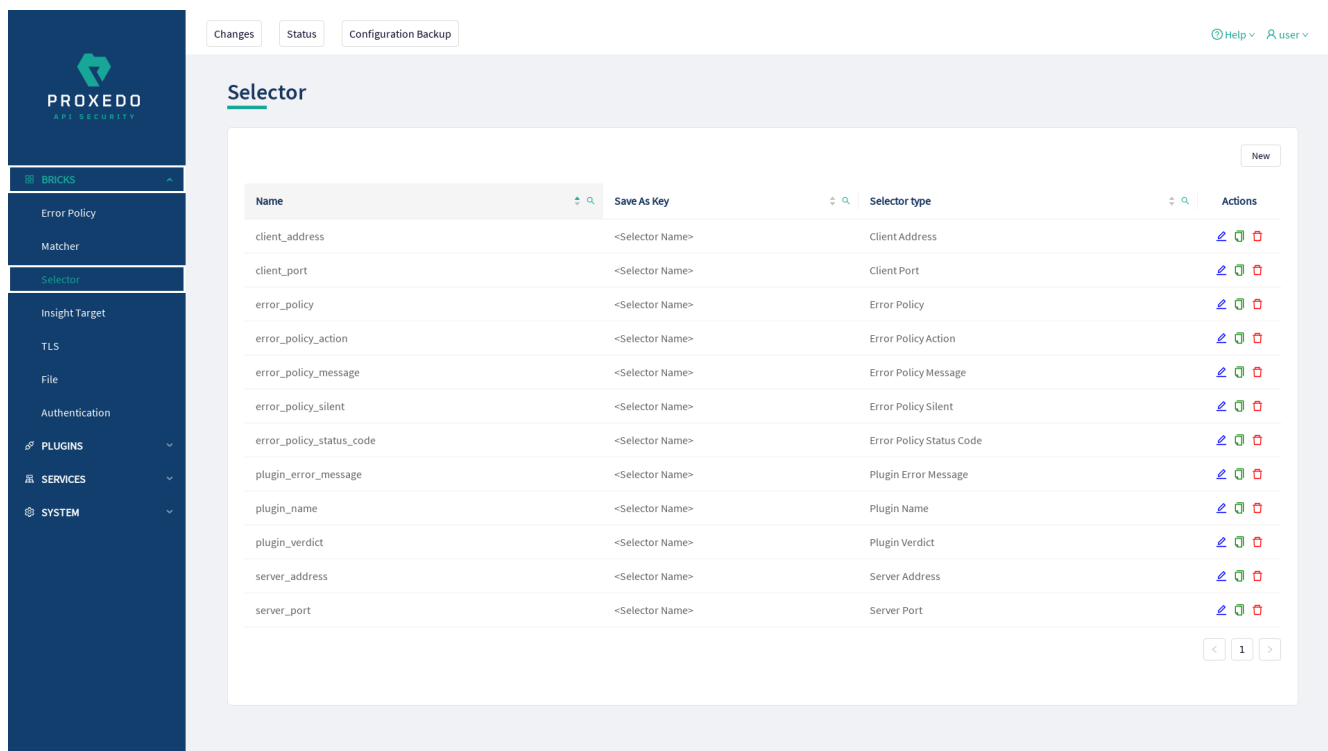 Changes Status Configuration Backup Help user
PROXEDO
API SECURITY
BRICKS
Error Policy
Matcher
Selector
Insight Target
TLS
File
Authentication
PLUGINS
SERVICES
SYSTEM
Selector
New
Name Save As Key Selector type Actions
client_address <Selector Name> Client Address
client_port <Selector Name> Client Port
error_policy <Selector Name> Error Policy
error_policy_action <Selector Name> Error Policy Action
error_policy_message <Selector Name> Error Policy Message
error_policy_silent <Selector Name> Error Policy Silent
error_policy_status_code <Selector Name> Error Policy Status Code
plugin_error_message <Selector Name> Plugin Error Message
plugin_name <Selector Name> Plugin Name
plugin_verdict <Selector Name> Plugin Verdict
server_address <Selector Name> Server Address
server_port <Selector Name> Server Port
< 1 >